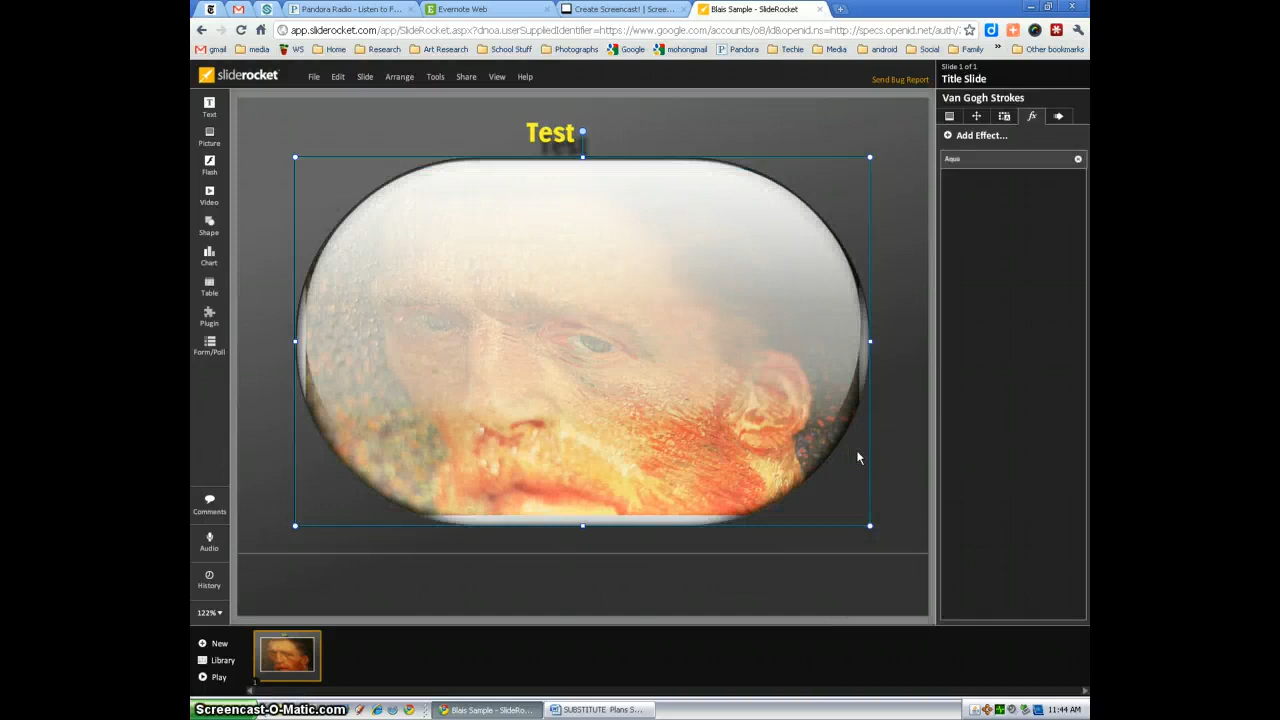 Pandora Radio - Listen to F...
Evernote Web
Create Screencast! | Scree...
Blais Sample - SlideRocket
app.sliderocket.com/app/SlideRocket.aspx?dnoa.userSuppliedIdentifier=https://www.google.com/accounts/o8/id&openid.ns=http://specs.openid.net/auth/
gmail media WS Home Research Art Research School Stuff Photographs Google mohongmail Pandora Techie Media android Social Family » Other bookmarks
sliderocket File Edit Slide Arrange Tools Share View Help Send Bug Report
Slide 1 of 1
Title Slide
Van Gogh Strokes
fx
Add Effect...
Aqua
Text
Picture
Flash
Video
Shape
Chart
Table
Plugin
Form/Poll
Comments
Audio
History
122%
Test
New
Library
Play
1
Screencast-O-Matic.com
Blais Sample - SlideRo...
SUBSTITUTE Plans S...
11:44 AM